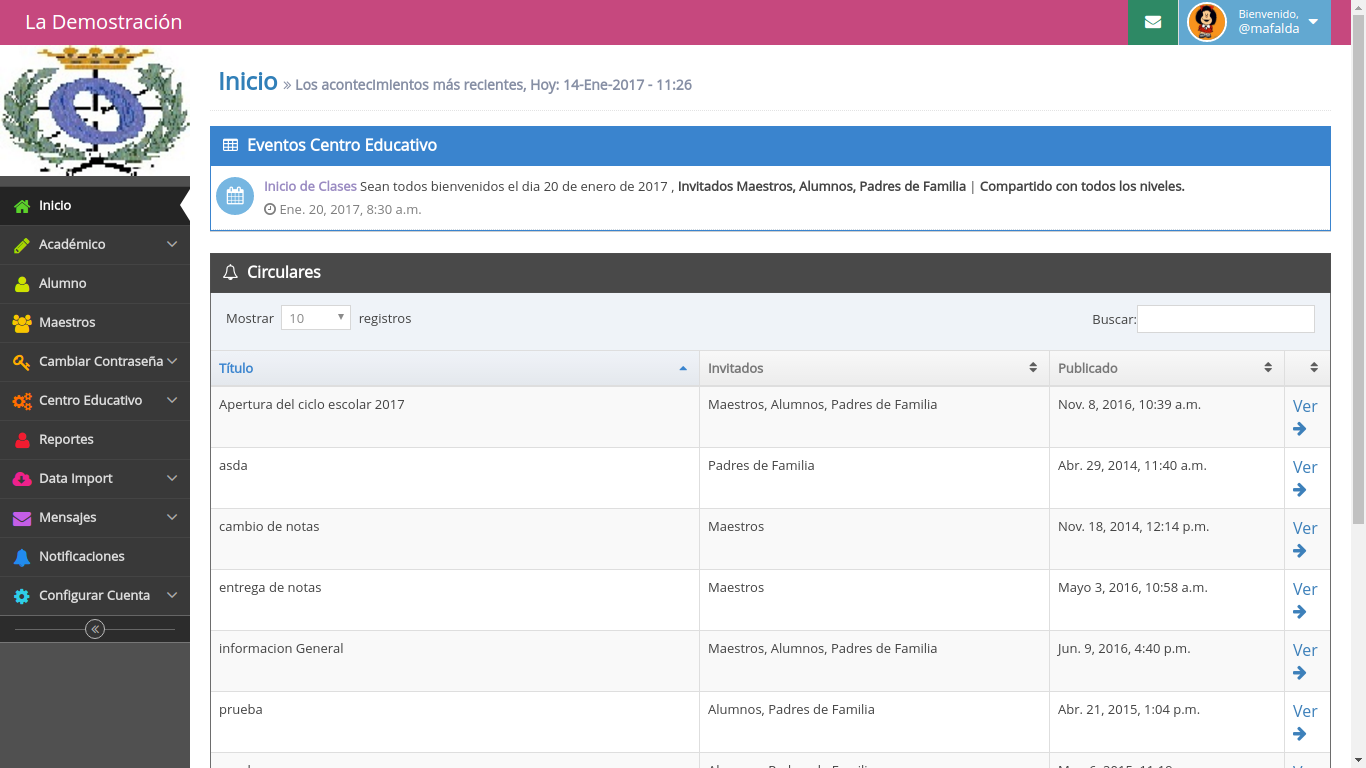 La Demostración
Bienvenido,
@mafalda
Inicio » Los acontecimientos más recientes, Hoy: 14-Ene-2017 - 11:26
Inicio
Académico
Alumno
Maestros
Cambiar Contraseña
Centro Educativo
Reportes
Data Import
Mensajes
Notificaciones
Configurar Cuenta
Eventos Centro Educativo
Inicio de Clases Sean todos bienvenidos el dia 20 de enero de 2017 , Invitados Maestros, Alumnos, Padres de Familia | Compartido con todos los niveles.
Ene. 20, 2017, 8:30 a.m.
Circulares
Mostrar 10 registros Buscar:
Título Invitados Publicado
Apertura del ciclo escolar 2017 Maestros, Alumnos, Padres de Familia Nov. 8, 2016, 10:39 a.m. Ver
asda Padres de Familia Abr. 29, 2014, 11:40 a.m. Ver
cambio de notas Maestros Nov. 18, 2014, 12:14 p.m. Ver
entrega de notas Maestros Mayo 3, 2016, 10:58 a.m. Ver
informacion General Maestros, Alumnos, Padres de Familia Jun. 9, 2016, 4:40 p.m. Ver
prueba Alumnos, Padres de Familia Abr. 21, 2015, 1:04 p.m. Ver